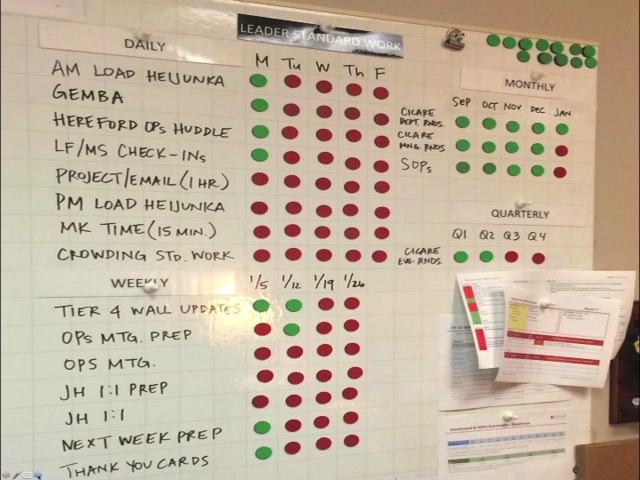 LEADER STANDARD WORK
DAILY
M Tu W Th F
AM LOAD HEIJUNKA
GEMBA
HEREFORD OPs HUDDLE
LF/MS CHECK-INs
PROJECT/EMAIL (1 HR.)
PM LOAD HEIJUNKA
MK TIME (15 MIN.)
CROWDING STD. WORK
WEEKLY
1/5 1/12 1/19 1/26
TIER 4 WALL UPDATES
OPs MTG. PREP
OPS MTG.
JH 1:1 PREP
JH 1:1
NEXT WEEK PREP
THANK YOU CARDS
MONTHLY
SEP OCT NOV DEC JAN
CICARE
DEPT RNDS.
CICARE
MNG. RNDS.
SOPs
QUARTERLY
Q1 Q2 Q3 Q4
CICARE
EVE. RNDS.